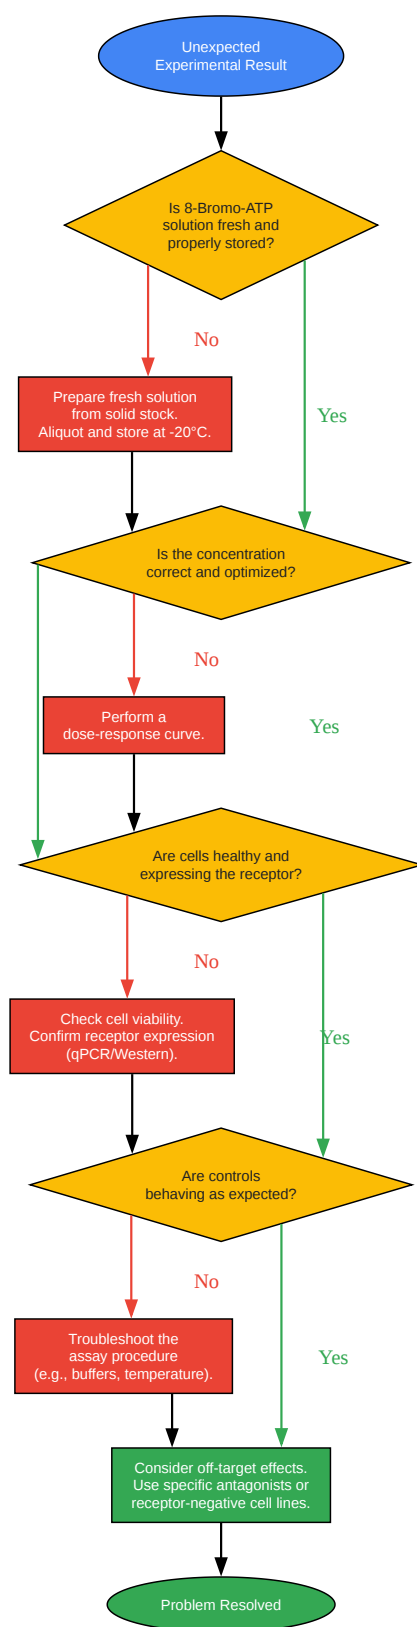 Unexpected
Experimental Result
Is 8-Bromo-ATP
solution fresh and
properly stored?
No
Yes
Prepare fresh solution
from solid stock.
Aliquot and store at -20°C.
Is the concentration
correct and optimized?
No
Yes
Perform a
dose-response curve.
Are cells healthy and
expressing the receptor?
No
Yes
Check cell viability.
Confirm receptor expression
(qPCR/Western).
Are controls
behaving as expected?
No
Yes
Troubleshoot the
assay procedure
(e.g., buffers, temperature).
Consider off-target effects.
Use specific antagonists or
receptor-negative cell lines.
Problem Resolved